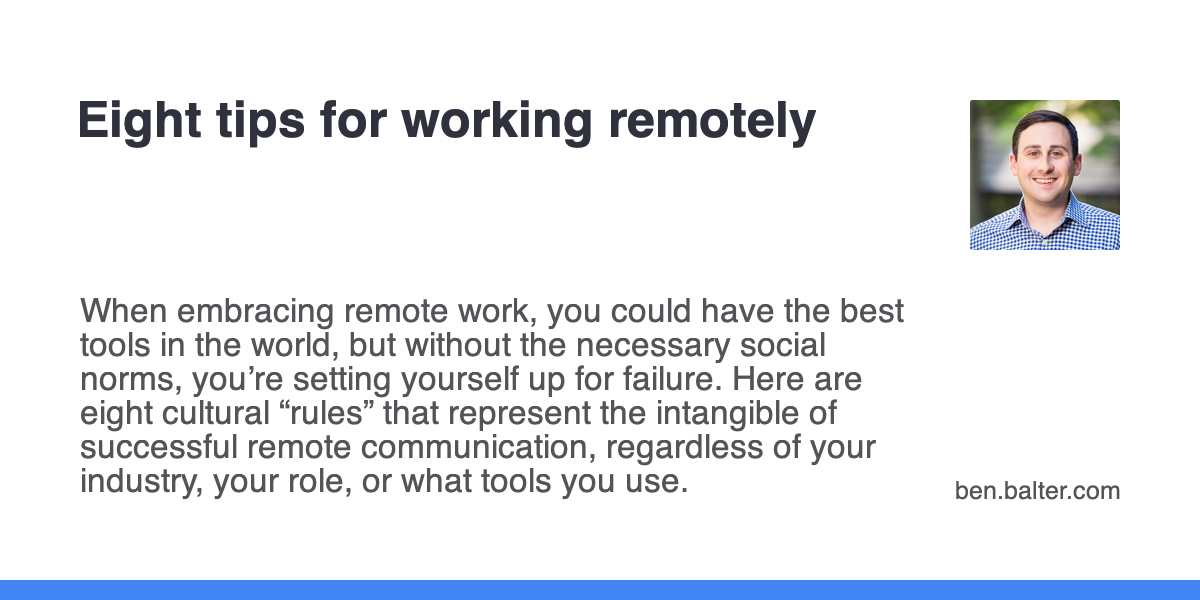 Eight tips for working remotely
When embracing remote work, you could have the best
tools in the world, but without the necessary social
norms, you’re setting yourself up for failure. Here are
eight cultural “rules” that represent the intangible of
successful remote communication, regardless of your
industry, your role, or what tools you use.
ben.balter.com